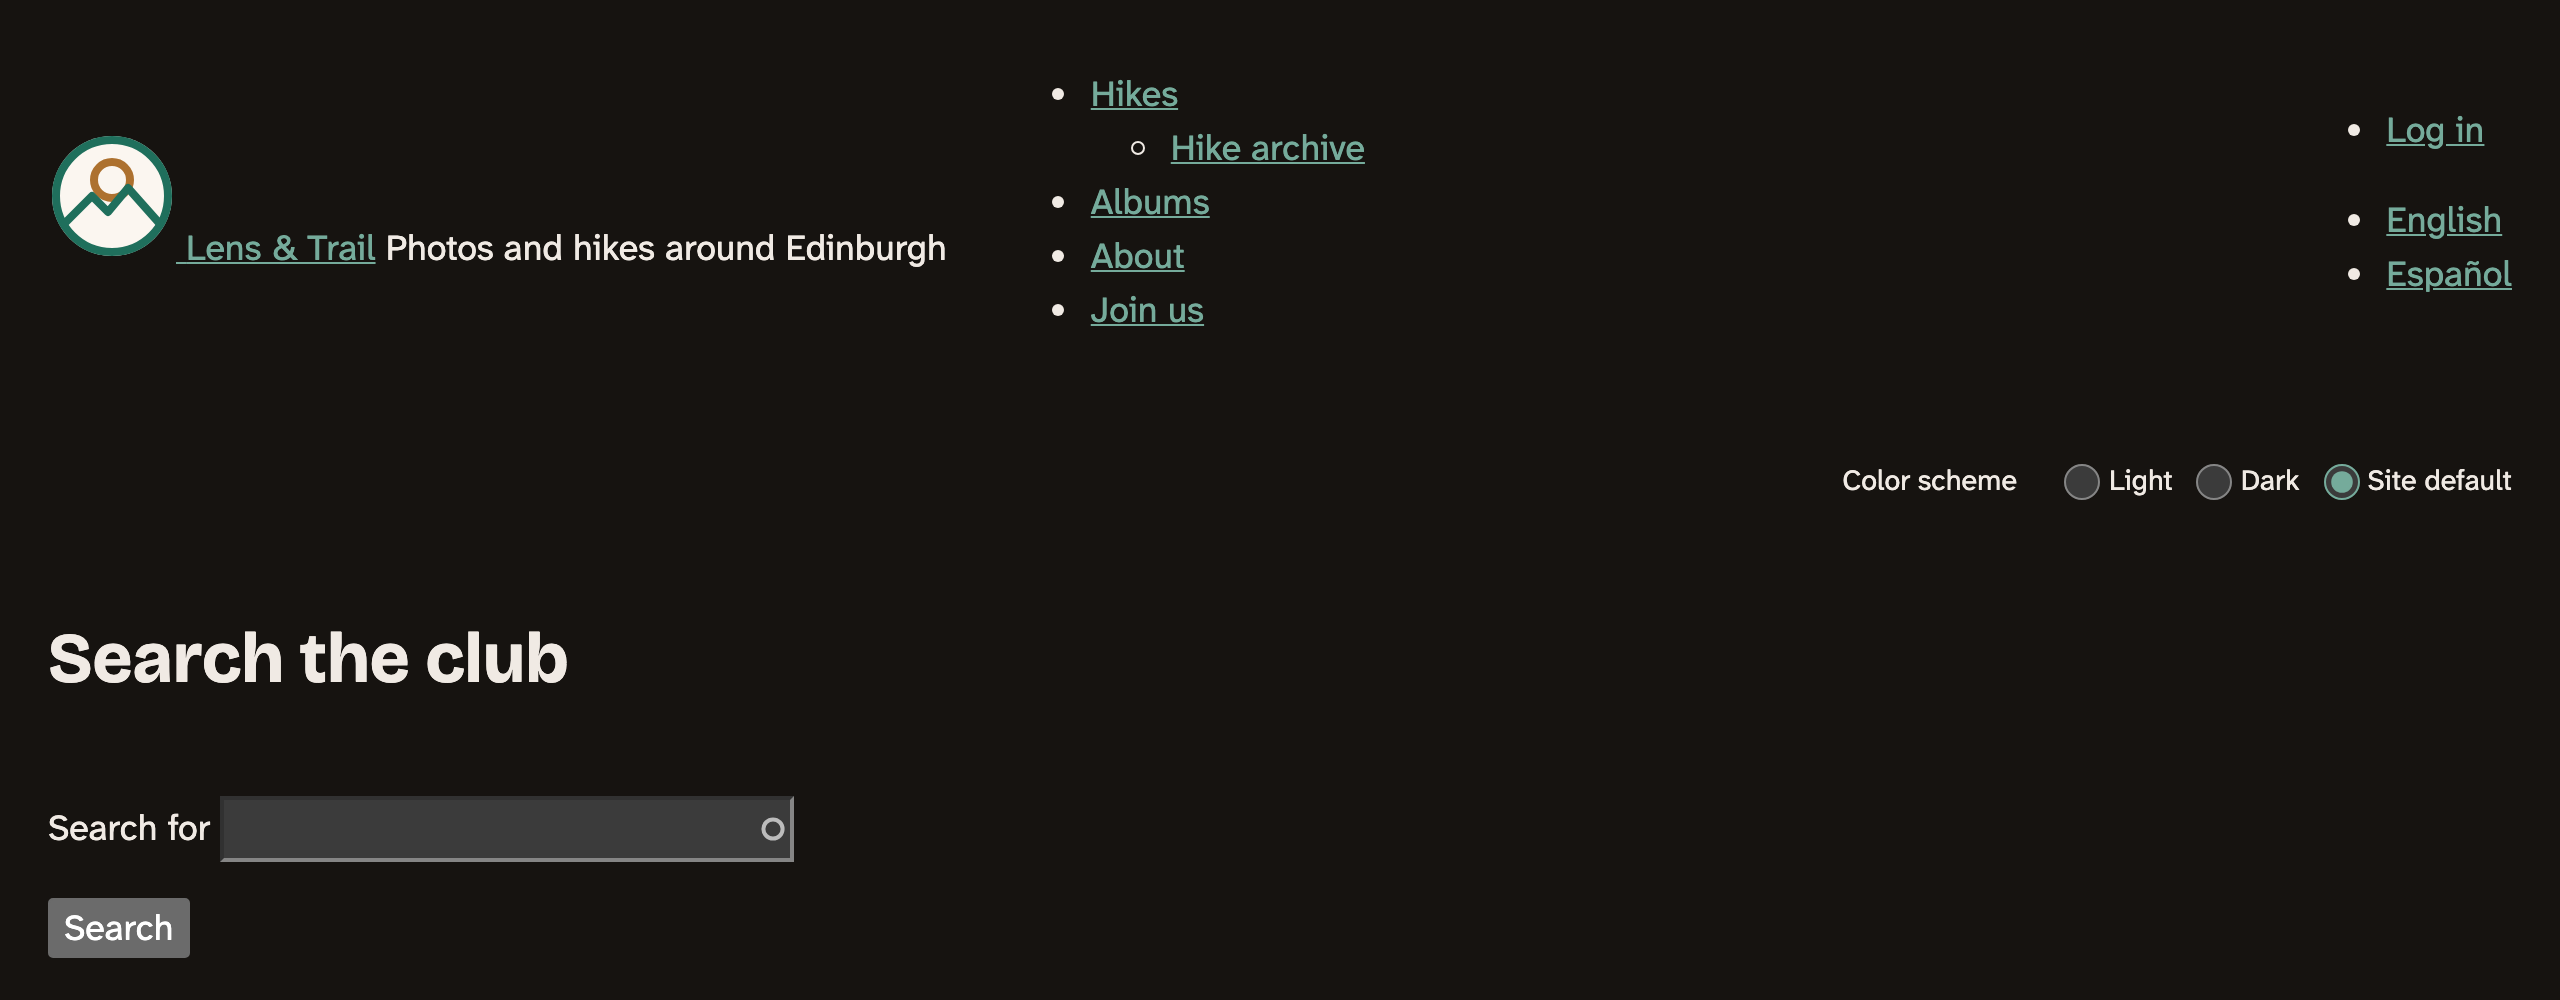 Lens & Trail Photos and hikes around Edinburgh
Hikes
Hike archive
Albums
About
Join us
Log in
English
Español
Color scheme Light Dark Site default
Search the club
Search for
Search